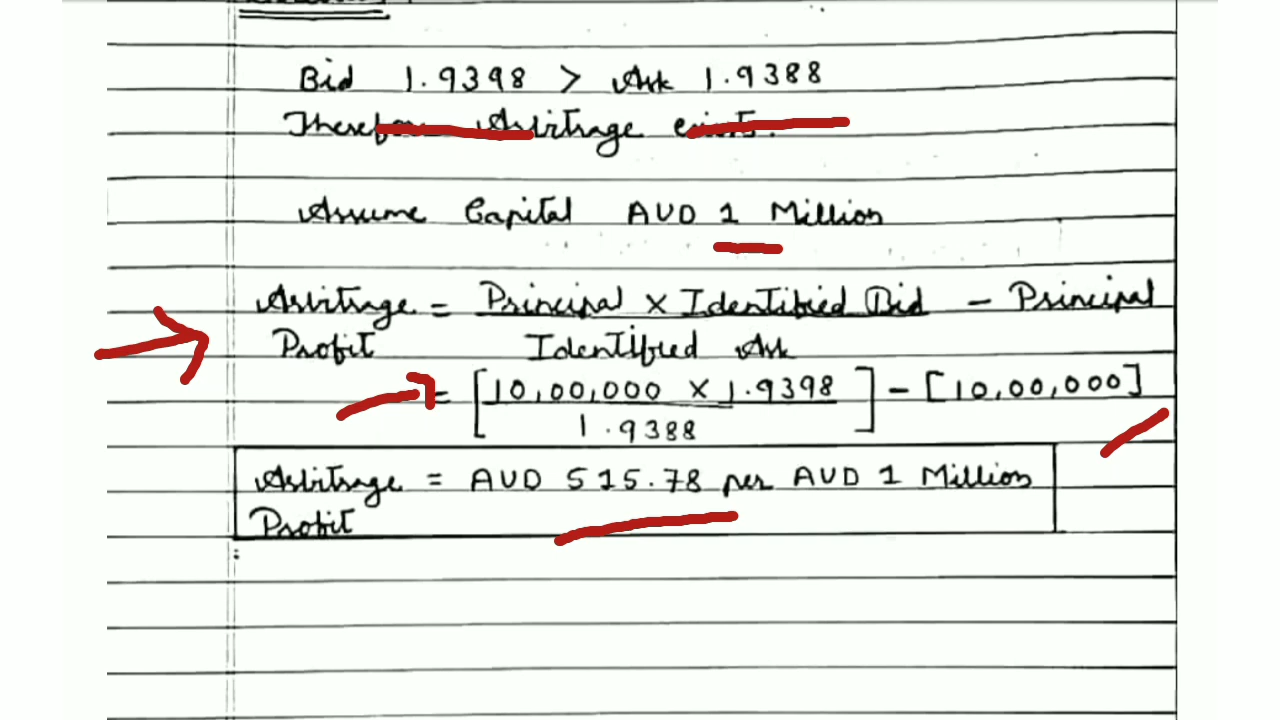 Bid 1.9398 > Ask 1.9388
Therefore Arbitrage exists.
Assume Capital AUD 1 Million
Arbitrage = Principal × Identified Bid - Principal
Profit Identified Ask
= [10,00,000 × 1.9398] - [10,00,000]
1.9388
Arbitrage = AUD 515.78 per AUD 1 Million
Profit